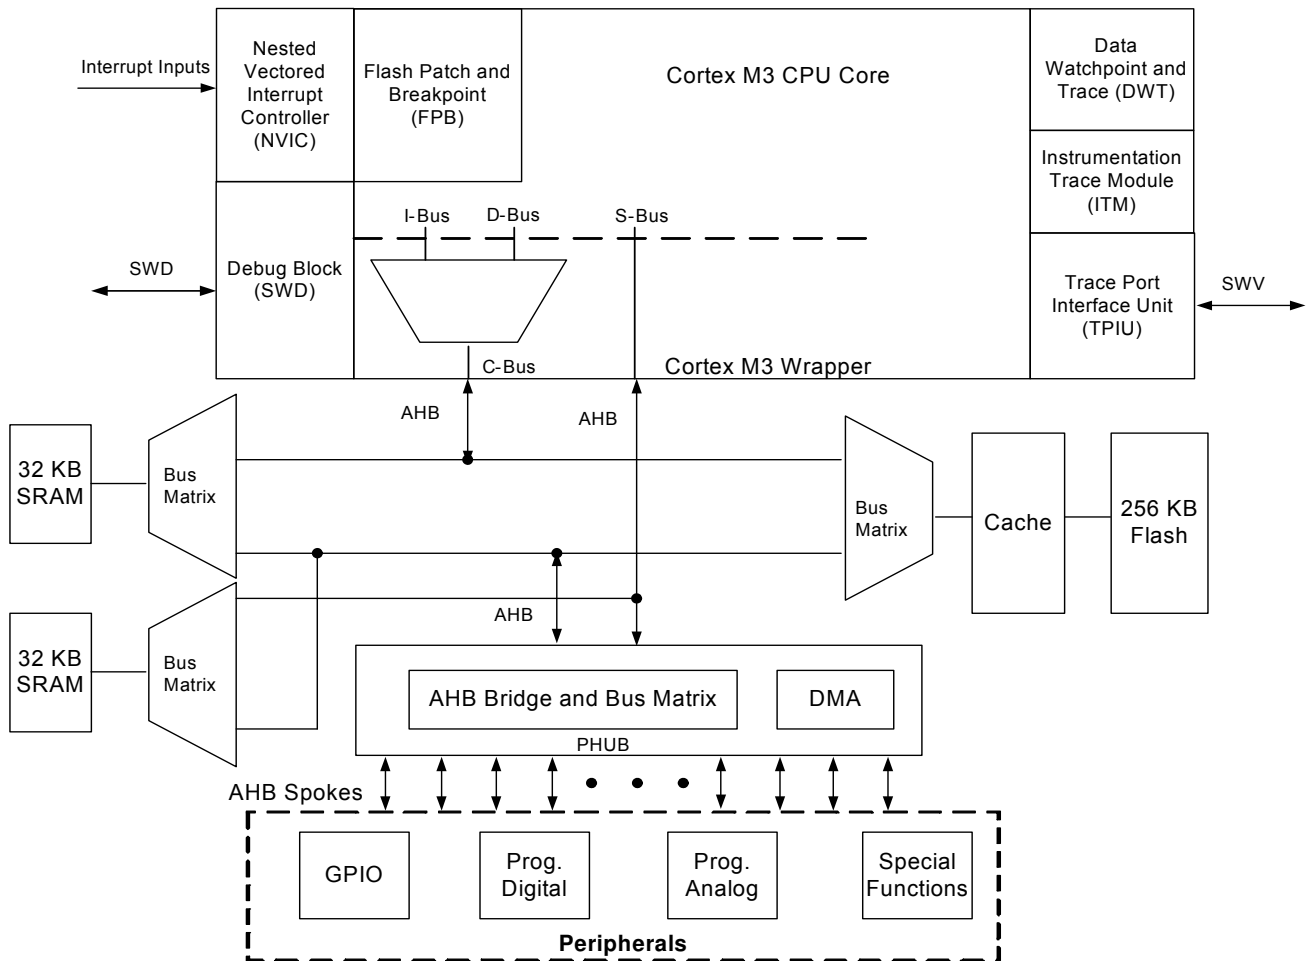 Interrupt Inputs
Nested
Vectored
Interrupt
Controller
(NVIC)
Flash Patch and
Breakpoint
(FPB)
Cortex M3 CPU Core
Data
Watchpoint and
Trace (DWT)
Instrumentation
Trace Module
(ITM)
I-Bus
D-Bus
S-Bus
SWD
Debug Block
(SWD)
Trace Port
Interface Unit
(TPIU)
SWV
C-Bus
Cortex M3 Wrapper
AHB
AHB
32 KB
SRAM
Bus
Matrix
Bus
Matrix
Cache
256 KB
Flash
AHB
32 KB
SRAM
Bus
Matrix
AHB Bridge and Bus Matrix
DMA
PHUB
AHB Spokes
GPIO
Prog.
Digital
Prog.
Analog
Special
Functions
Peripherals